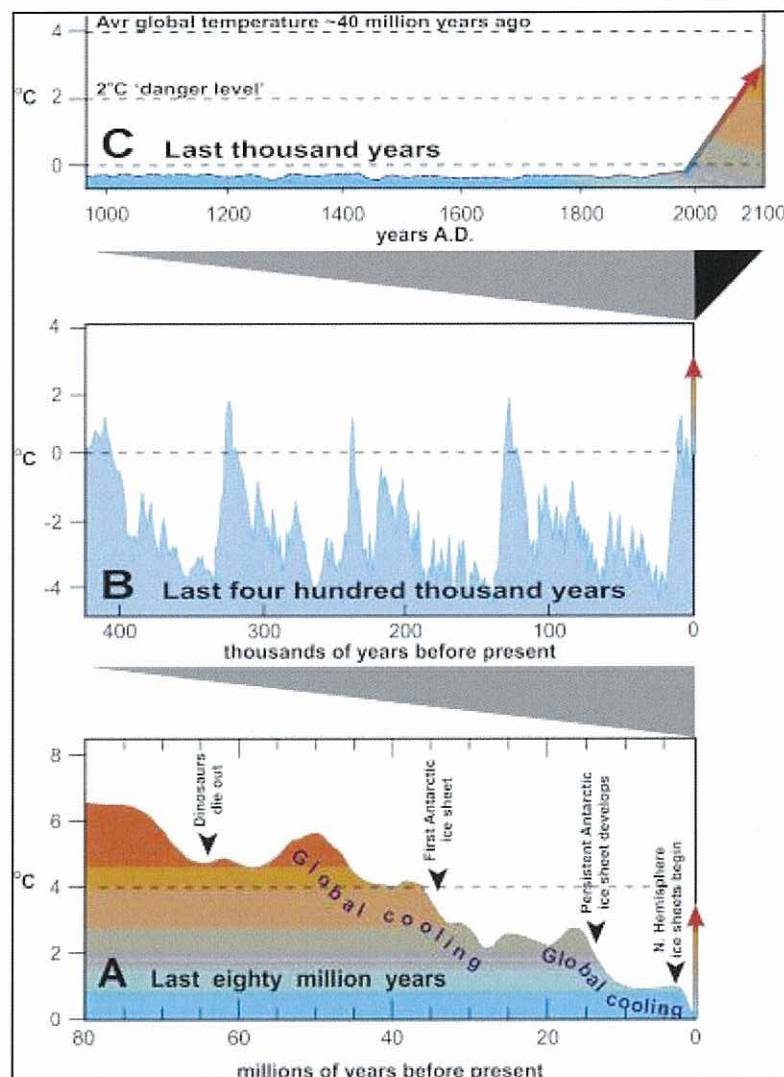 4
Avr global temperature ~40 million years ago
°C
2
2°C 'danger level'
C Last thousand years
0
1000 1200 1400 1600 1800 2000 2100
years A.D.
4
2
0
°C
-2
-4
B Last four hundred thousand years
400 300 200 100 0
thousands of years before present
8
6
°C
4
2
0
Dinosaurs
die out
First Antarctic
ice sheet
Persistent Antarctic
ice sheet develops
N. Hemisphere
ice sheets begin
Global cooling
Global cooling
A Last eighty million years
80 60 40 20 0
millions of years before present